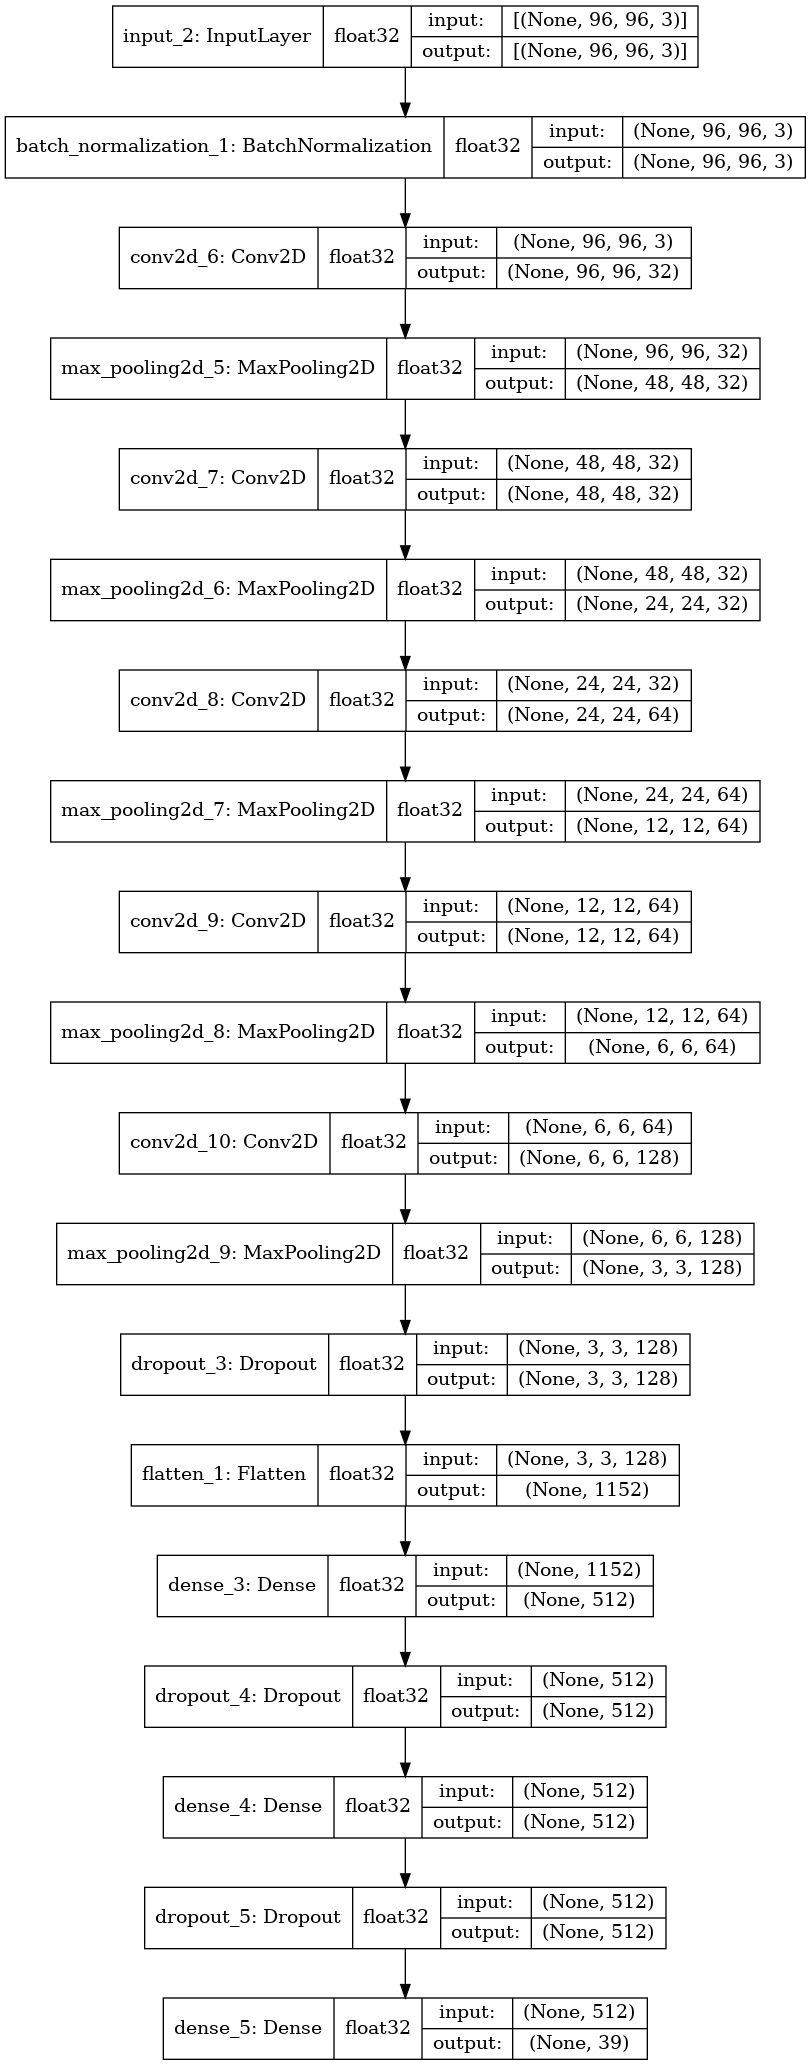 input_2: InputLayer float32 input: [(None, 96, 96, 3)]
output: [(None, 96, 96, 3)]
batch_normalization_1: BatchNormalization float32 input: (None, 96, 96, 3)
output: (None, 96, 96, 3)
conv2d_6: Conv2D float32 input: (None, 96, 96, 3)
output: (None, 96, 96, 32)
max_pooling2d_5: MaxPooling2D float32 input: (None, 96, 96, 32)
output: (None, 48, 48, 32)
conv2d_7: Conv2D float32 input: (None, 48, 48, 32)
output: (None, 48, 48, 32)
max_pooling2d_6: MaxPooling2D float32 input: (None, 48, 48, 32)
output: (None, 24, 24, 32)
conv2d_8: Conv2D float32 input: (None, 24, 24, 32)
output: (None, 24, 24, 64)
max_pooling2d_7: MaxPooling2D float32 input: (None, 24, 24, 64)
output: (None, 12, 12, 64)
conv2d_9: Conv2D float32 input: (None, 12, 12, 64)
output: (None, 12, 12, 64)
max_pooling2d_8: MaxPooling2D float32 input: (None, 12, 12, 64)
output: (None, 6, 6, 64)
conv2d_10: Conv2D float32 input: (None, 6, 6, 64)
output: (None, 6, 6, 128)
max_pooling2d_9: MaxPooling2D float32 input: (None, 6, 6, 128)
output: (None, 3, 3, 128)
dropout_3: Dropout float32 input: (None, 3, 3, 128)
output: (None, 3, 3, 128)
flatten_1: Flatten float32 input: (None, 3, 3, 128)
output: (None, 1152)
dense_3: Dense float32 input: (None, 1152)
output: (None, 512)
dropout_4: Dropout float32 input: (None, 512)
output: (None, 512)
dense_4: Dense float32 input: (None, 512)
output: (None, 512)
dropout_5: Dropout float32 input: (None, 512)
output: (None, 512)
dense_5: Dense float32 input: (None, 512)
output: (None, 39)